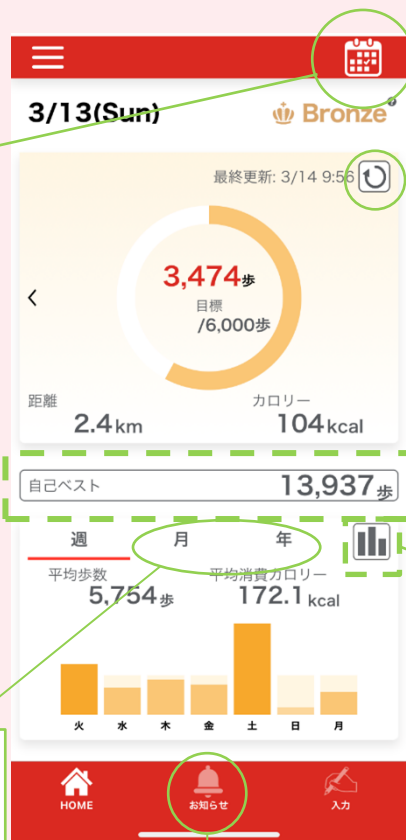 3/13(Sun)
Bronze
最終更新: 3/14 9:56
3,474歩
目標
/6,000歩
距離
2.4km
カロリー
104kcal
自己ベスト
13,937歩
週 月 年
平均歩数
5,754歩
平均消費カロリー
172.1 kcal
火 水 木 金 土 日 月
HOME お知らせ 入力